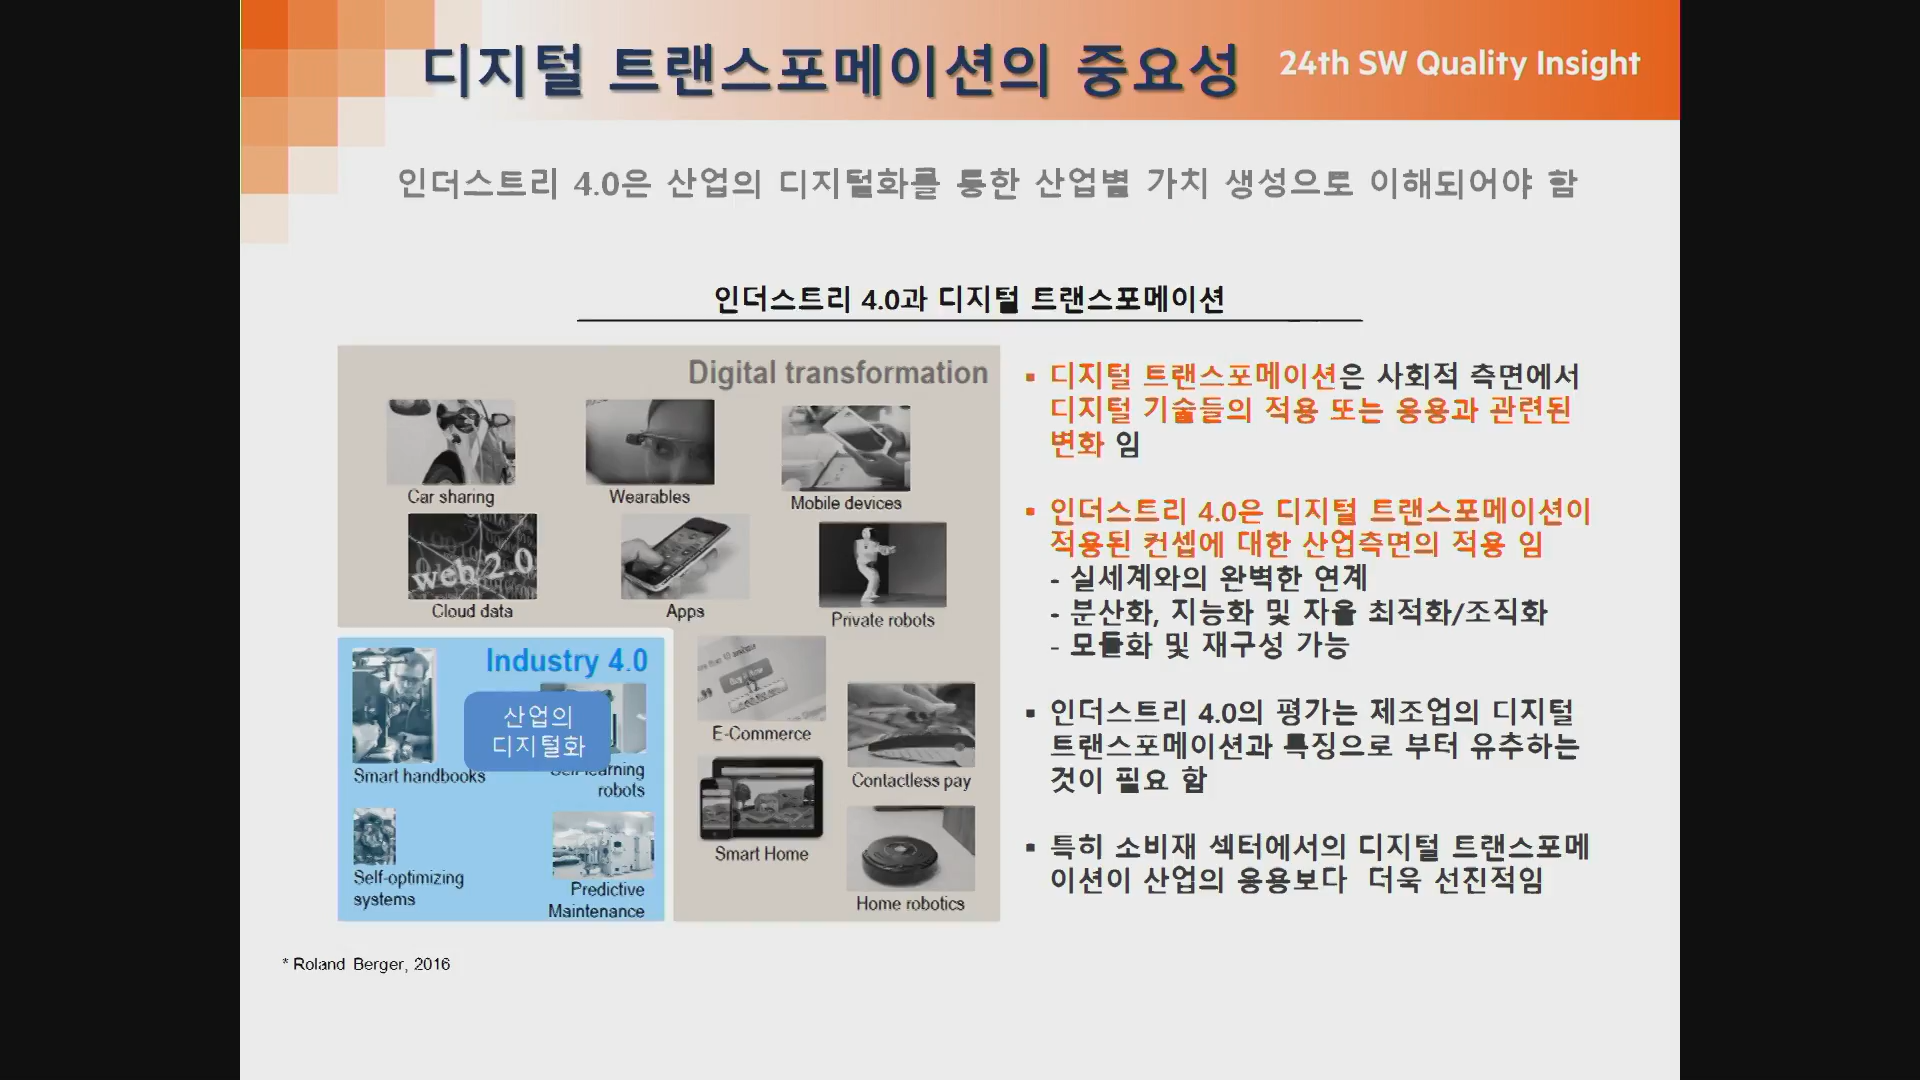 디지털 트랜스포메이션의 중요성
24th SW Quality Insight
인더스트리 4.0은 산업의 디지털화를 통한 산업별 가치 생성으로 이해되어야 함
인더스트리 4.0과 디지털 트랜스포메이션
Digital transformation
Car sharing
Wearables
Mobile devices
web 2.0
Cloud data
Apps
Private robots
Industry 4.0
산업의
디지털화
Smart handbooks
Self-learning
robots
Self-optimizing
systems
Predictive
Maintenance
E-Commerce
Contactless pay
Smart Home
Home robotics
▪ 디지털 트랜스포메이션은 사회적 측면에서
디지털 기술들의 적용 또는 응용과 관련된
변화 임
▪ 인더스트리 4.0은 디지털 트랜스포메이션이
적용된 컨셉에 대한 산업측면의 적용 임
- 실세계와의 완벽한 연계
- 분산화, 지능화 및 자율 최적화/조직화
- 모듈화 및 재구성 가능
▪ 인더스트리 4.0의 평가는 제조업의 디지털
트랜스포메이션과 특징으로 부터 유추하는
것이 필요 함
▪ 특히 소비재 섹터에서의 디지털 트랜스포메
이션이 산업의 응용보다 더욱 선진적임
* Roland Berger, 2016